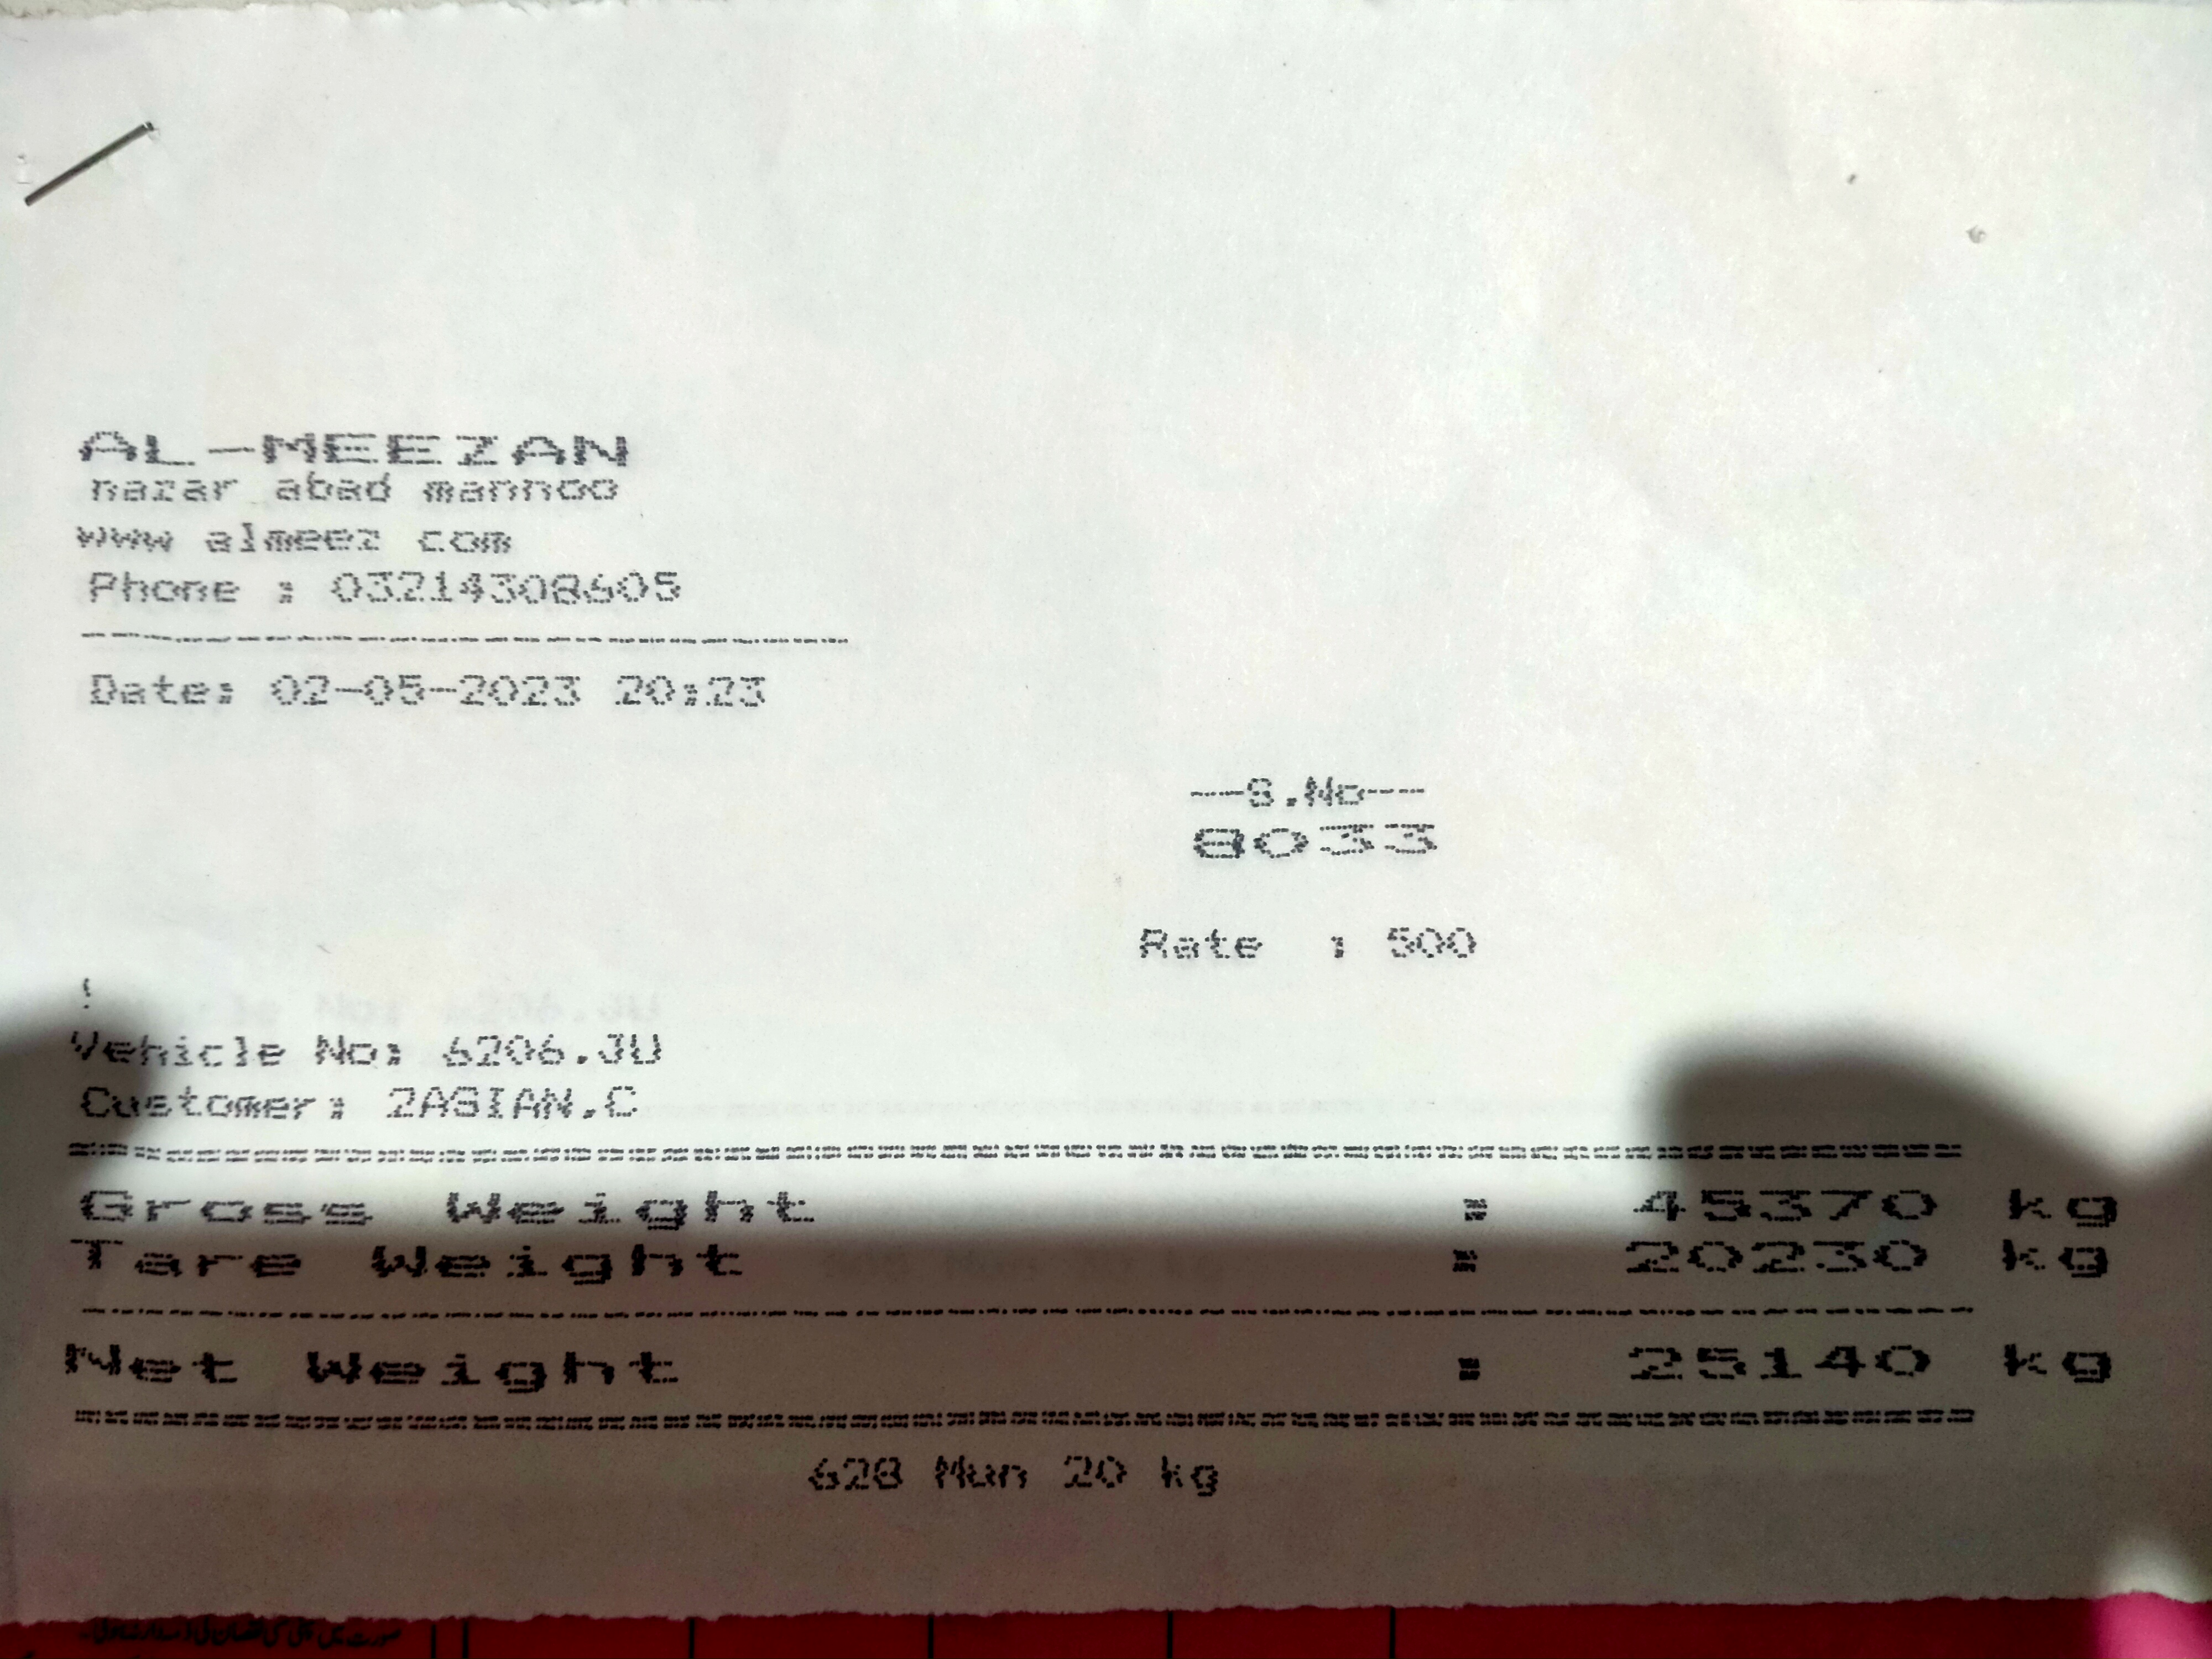 AL-MEEZAN
nazar abad mannoo
www almeez com
Phone : 03214308605
Date: 02-05-2023 20:23
--S.No--
8033
Rate : 500
!
Vehicle No: 6206.JU
Customer: 2AGIAN.C
Gross Weight : 45370 kg
Tare Weight : 20230 kg
Net Weight : 25140 kg
628 Mun 20 kg